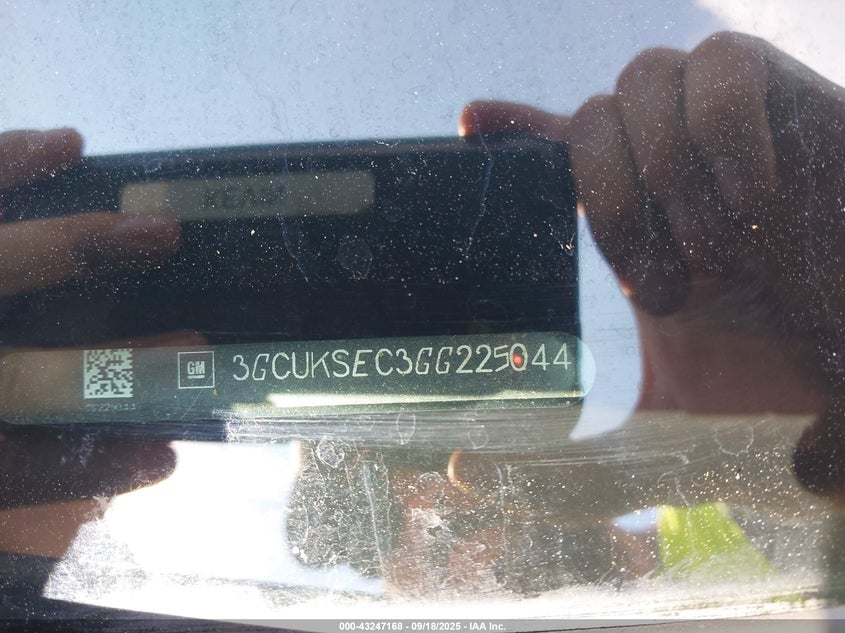 GM 3GCUKSEC3GG225044
000-43247168 - 09/18/2025 - IAA Inc.